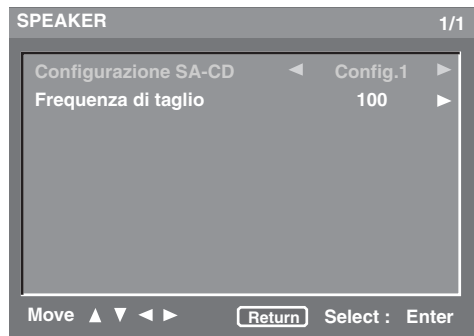 SPEAKER 1/1
Configurazione SA-CD ◀ Config.1 ▶
Frequenza di taglio 100 ▶
Move ▲ ▼ ◀ ▶ Return Select : Enter